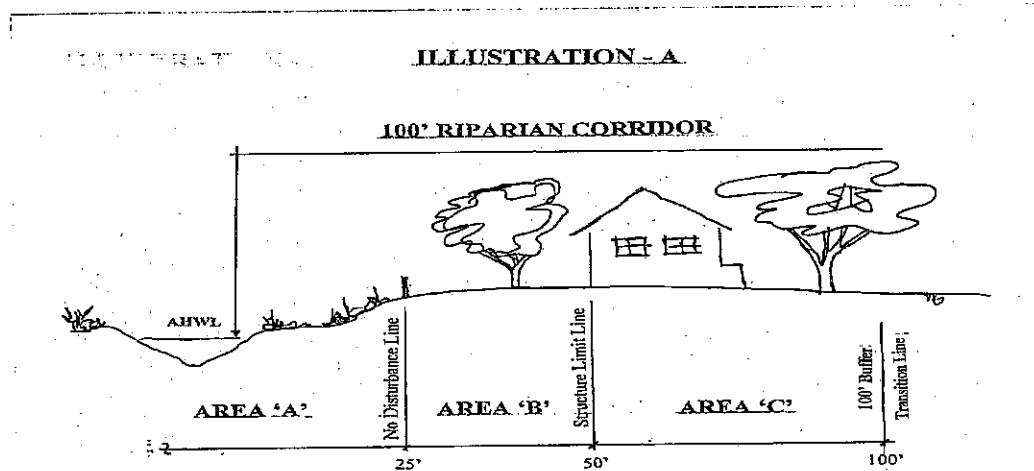 ILLUSTRATION - A
100' RIPARIAN CORRIDOR
AHWL
No Disturbance Line
Structure Limit Line
100' Buffer
Transition Line
AREA 'A'
AREA 'B'
AREA 'C'
25'
50'
100'